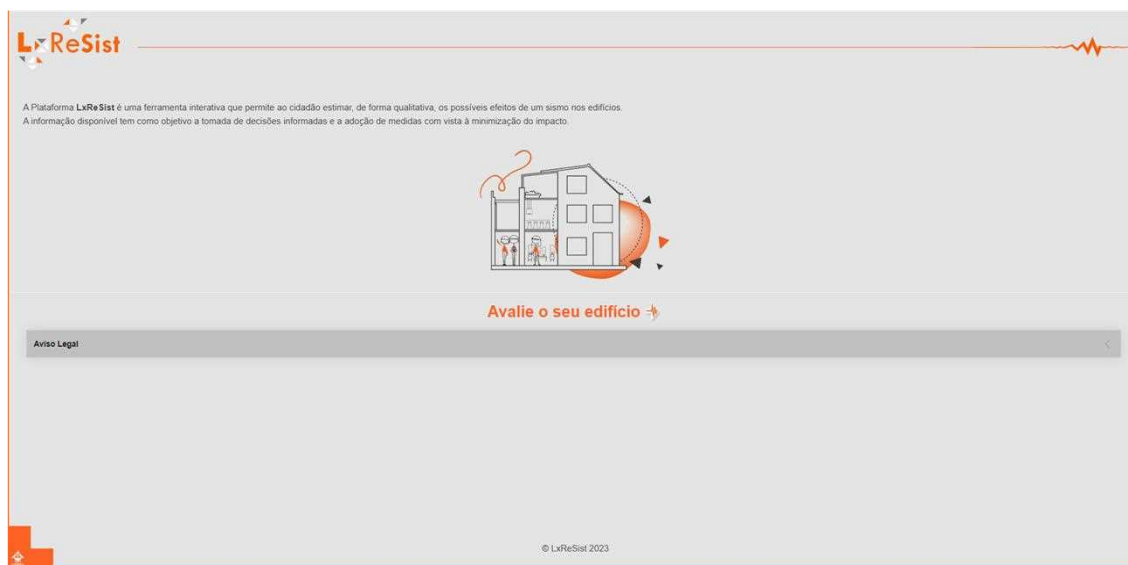 LxReSist
A Plataforma LxReSist é uma ferramenta interativa que permite ao cidadão estimar, de forma qualitativa, os possíveis efeitos de um sismo nos edifícios.
A informação disponível tem como objetivo a tomada de decisões informadas e a adoção de medidas com vista à minimização do impacto.
Avalie o seu edifício
Aviso Legal
© LxReSist 2023